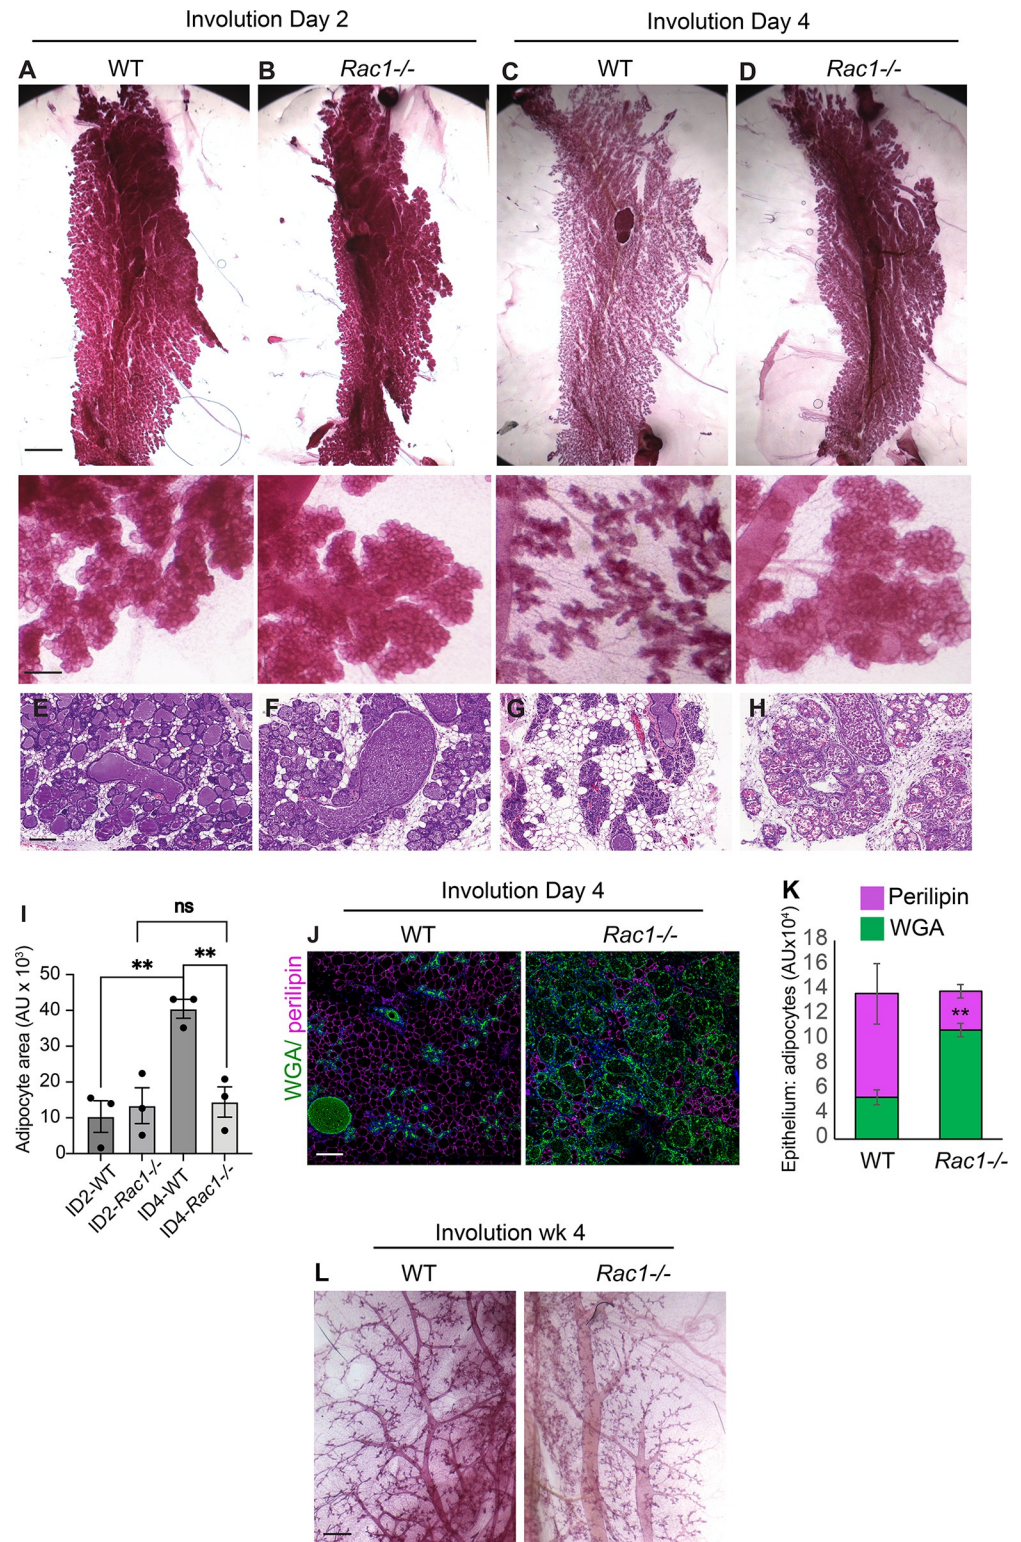 Involution Day 2
Involution Day 4
A
WT
B
Rac1-/-
C
WT
D
Rac1-/-
E
F
G
H
I
ns
**
**
Adipocyte area (AU x 10³)
50
40
30
20
10
0
ID2-WT
ID2-Rac1-/-
ID4-WT
ID4-Rac1-/-
Involution Day 4
J
WT
Rac1-/-
WGA/ perilipin
K
Perilipin
WGA
Epithelium: adipocytes (AUx10⁴)
18
16
14
12
10
8
6
4
2
0
**
WT
Rac1-/-
Involution wk 4
L
WT
Rac1-/-